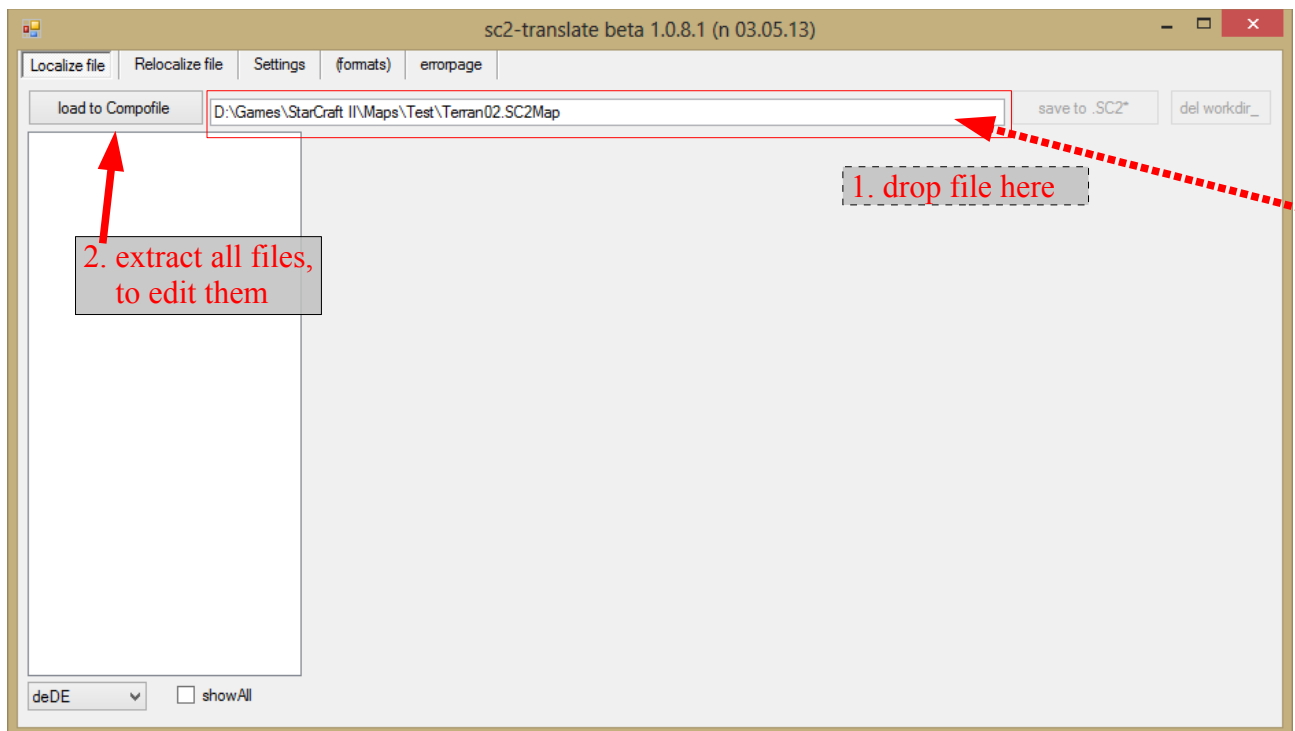 sc2-translate beta 1.0.8.1 (n 03.05.13)
Localize file Relocalize file Settings (formats) errorpage
load to Compofile D:\Games\StarCraft II\Maps\Test\Terran02.SC2Map save to .SC2* del workdir_
1. drop file here
2. extract all files,
to edit them
deDE showAll